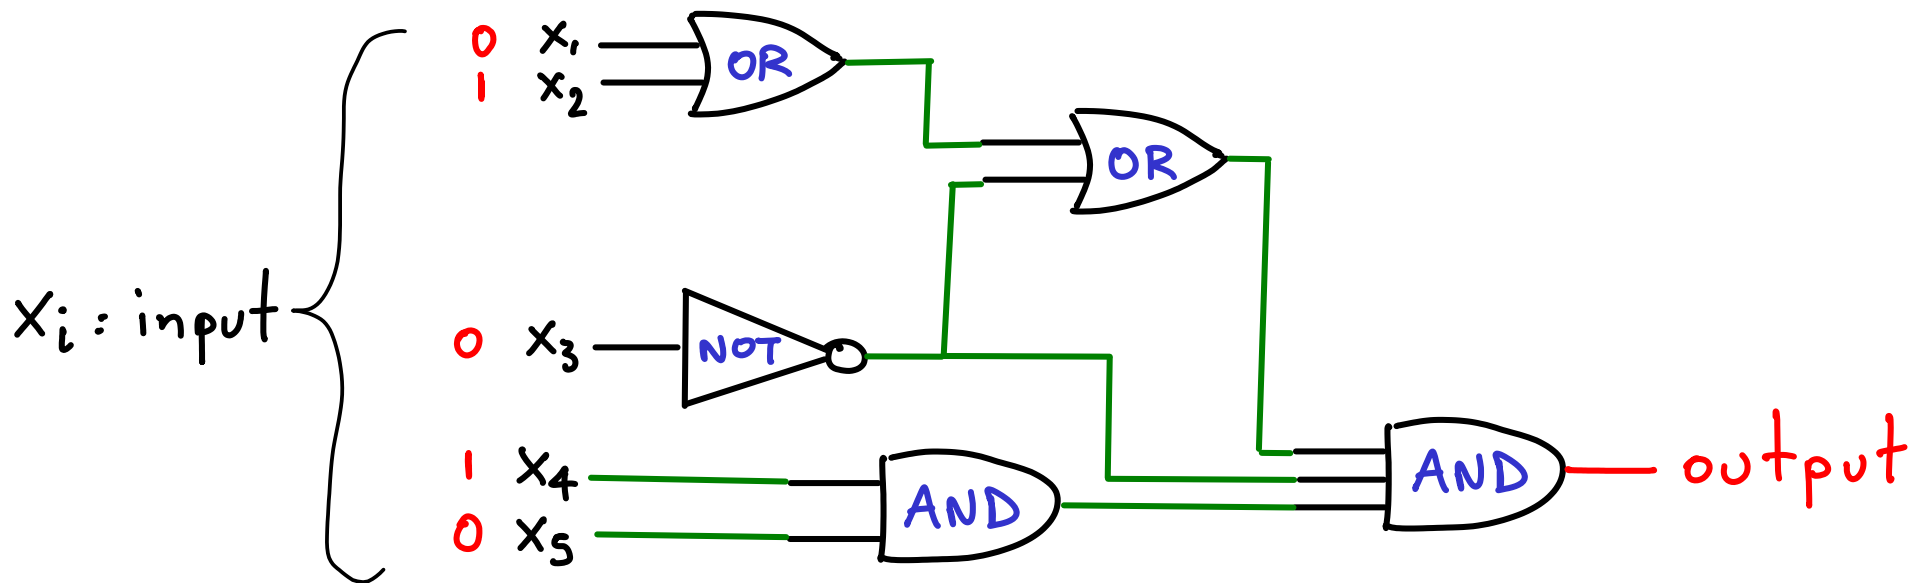 0 x₁
1 x₂
OR
OR
xᵢ : input
0 x₃
NOT
1 x₄
0 x₅
AND
AND
output